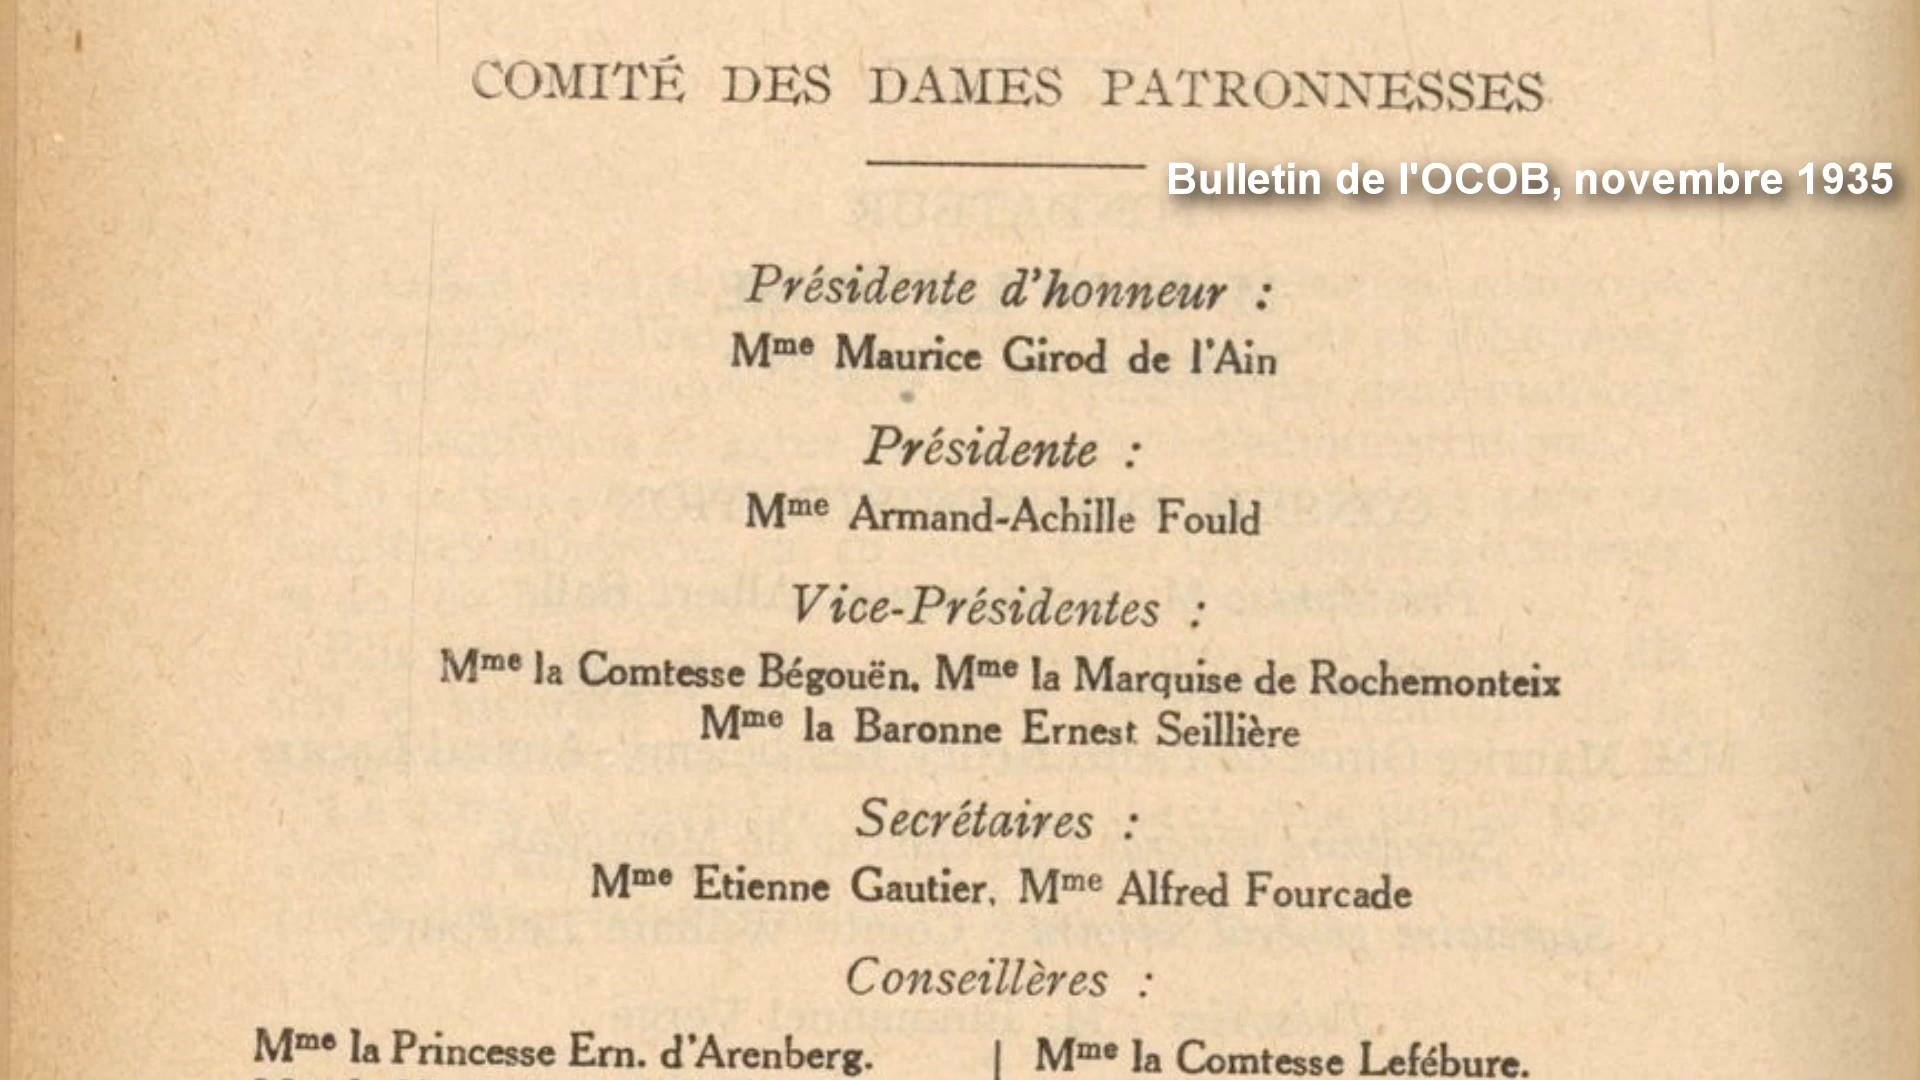 COMITÉ DES DAMES PATRONNESSES
Bulletin de l'OCOB, novembre 1935
Présidente d'honneur :
Mme Maurice Girod de l'Ain
Présidente :
Mme Armand-Achille Fould
Vice-Présidentes :
Mme la Comtesse Bégouën, Mme la Marquise de Rochemonteix
Mme la Baronne Ernest Seillière
Secrétaires :
Mme Etienne Gautier, Mme Alfred Fourcade
Conseillères :
Mme la Princesse Ern. d'Arenberg.
Mme la Comtesse Lefébure.